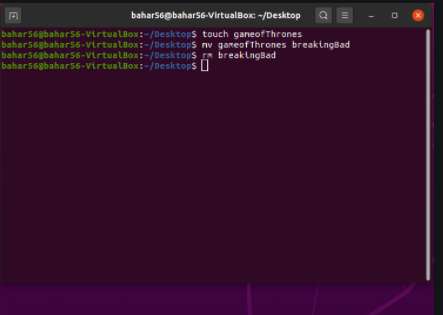 bahar56@bahar56-VirtualBox: ~/Desktop
bahar56@bahar56-VirtualBox:~/Desktop$ touch gameofThrones
bahar56@bahar56-VirtualBox:~/Desktop$ mv gameofThrones breakingBad
bahar56@bahar56-VirtualBox:~/Desktop$ rm breakingBad
bahar56@bahar56-VirtualBox:~/Desktop$